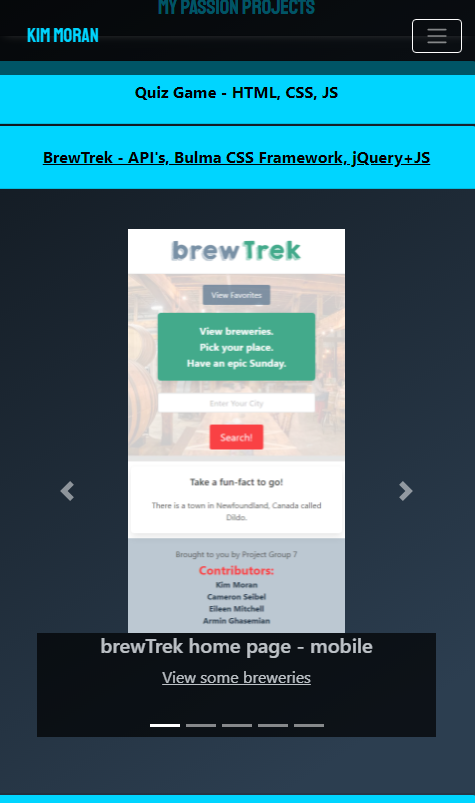 MY PASSION PROJECTS
KIM MORAN
Quiz Game - HTML, CSS, JS
BrewTrek - API's, Bulma CSS Framework, jQuery+JS
brewTrek
View Favorites
View breweries.
Pick your place.
Have an epic Sunday.
Enter Your City
Search!
Take a fun-fact to go!
There is a town in Newfoundland, Canada called
Dildo.
Brought to you by Project Group 7
Contributors:
Kim Moran
Cameron Seibel
Eileen Mitchell
Armin Ghasemian
brewTrek home page - mobile
View some breweries